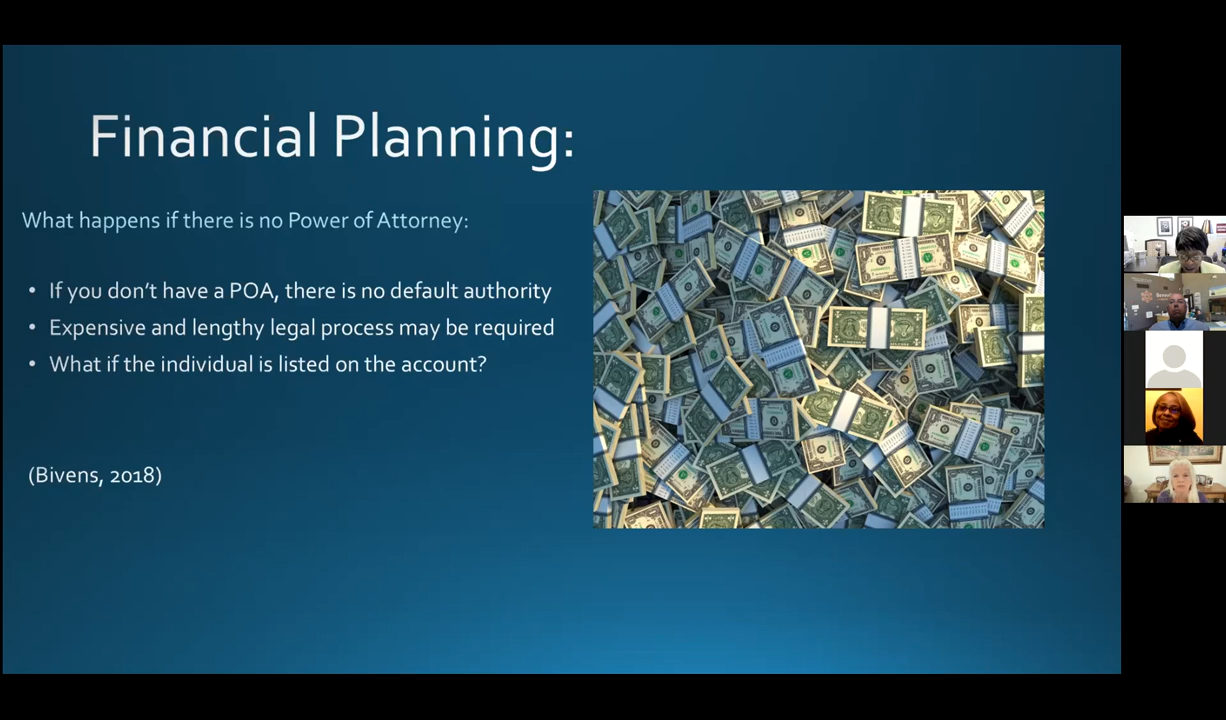 Financial Planning:
What happens if there is no Power of Attorney:
• If you don't have a POA, there is no default authority
• Expensive and lengthy legal process may be required
• What if the individual is listed on the account?
(Bivens, 2018)